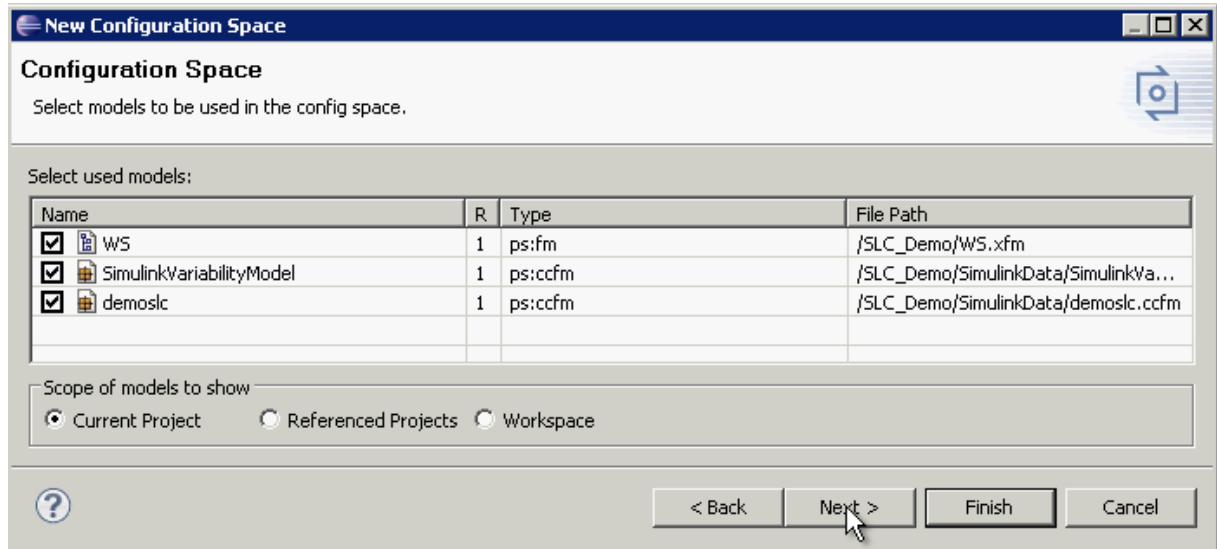 New Configuration Space
Configuration Space
Select models to be used in the config space.
Select used models:
Name R Type File Path
WS 1 ps:fm /SLC_Demo/WS.xfm
SimulinkVariabilityModel 1 ps:ccfm /SLC_Demo/SimulinkData/SimulinkVa...
demoslc 1 ps:ccfm /SLC_Demo/SimulinkData/demoslc.ccfm
Scope of models to show
Current Project Referenced Projects Workspace
? < Back Next > Finish Cancel